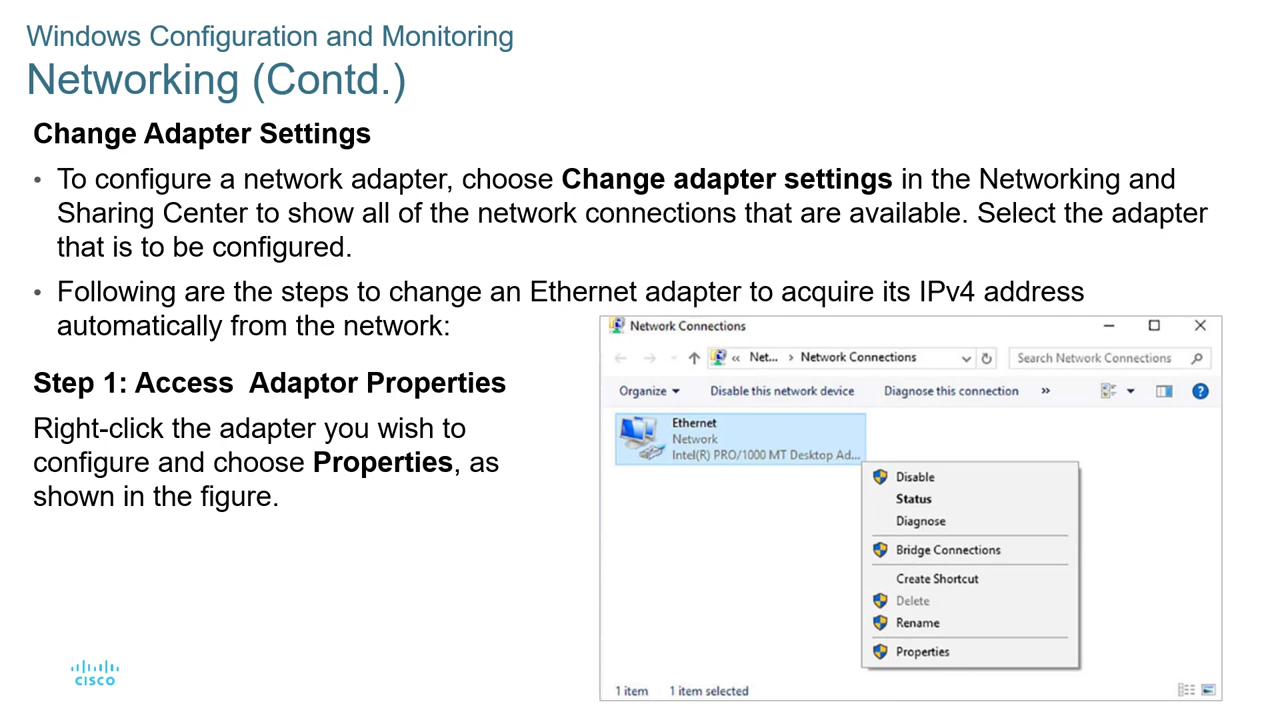 Windows Configuration and Monitoring
Networking (Contd.)
Change Adapter Settings
• To configure a network adapter, choose Change adapter settings in the Networking and
Sharing Center to show all of the network connections that are available. Select the adapter
that is to be configured.
• Following are the steps to change an Ethernet adapter to acquire its IPv4 address
automatically from the network:
Step 1: Access  Adaptor Properties
Right-click the adapter you wish to
configure and choose Properties, as
shown in the figure.
Network Connections
« Net... > Network Connections
Search Network Connections
Organize
Disable this network device
Diagnose this connection
»
Ethernet
Network
Intel(R) PRO/1000 MT Desktop Ad...
Disable
Status
Diagnose
Bridge Connections
Create Shortcut
Delete
Rename
Properties
1 item
1 item selected
CISCO